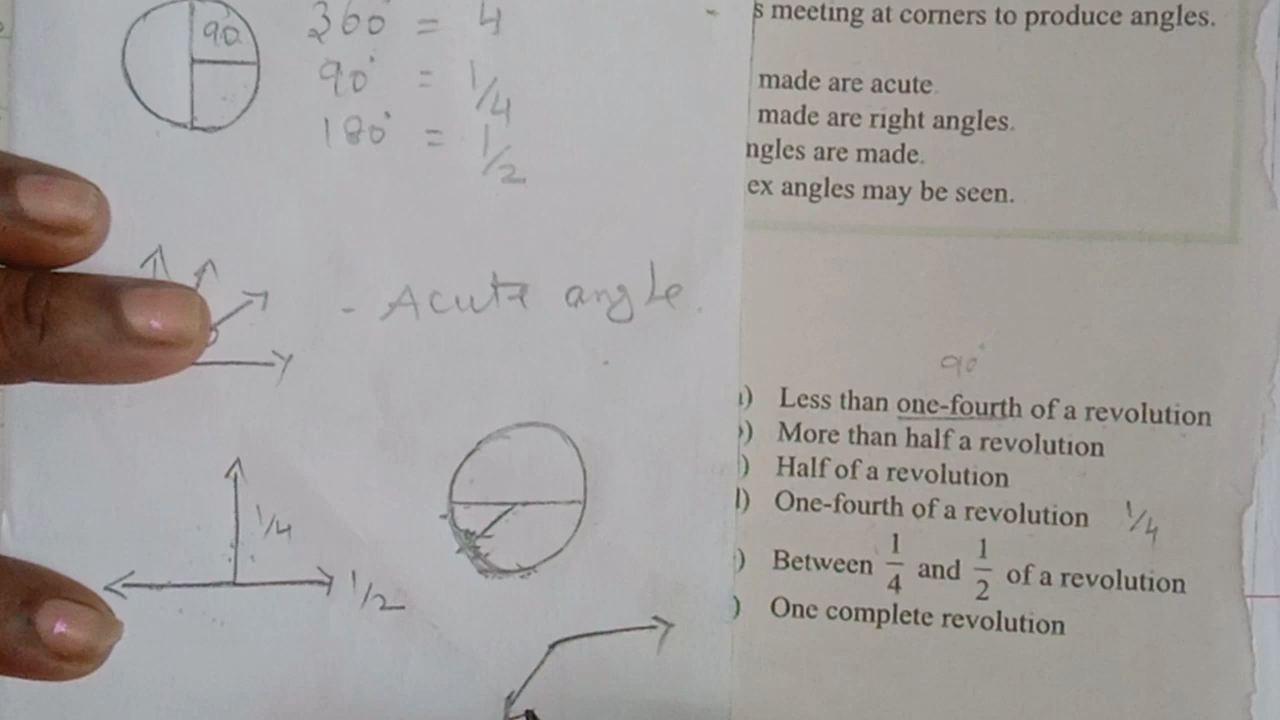 90
360° = 4
90° = 1/4
180° = 1/2
- Acute angle.
1/4
1/2
s meeting at corners to produce angles.
made are acute.
made are right angles.
ngles are made.
ex angles may be seen.
90°
) Less than one-fourth of a revolution
) More than half a revolution
) Half of a revolution
) One-fourth of a revolution 1/4
) Between 1/4 and 1/2 of a revolution
) One complete revolution